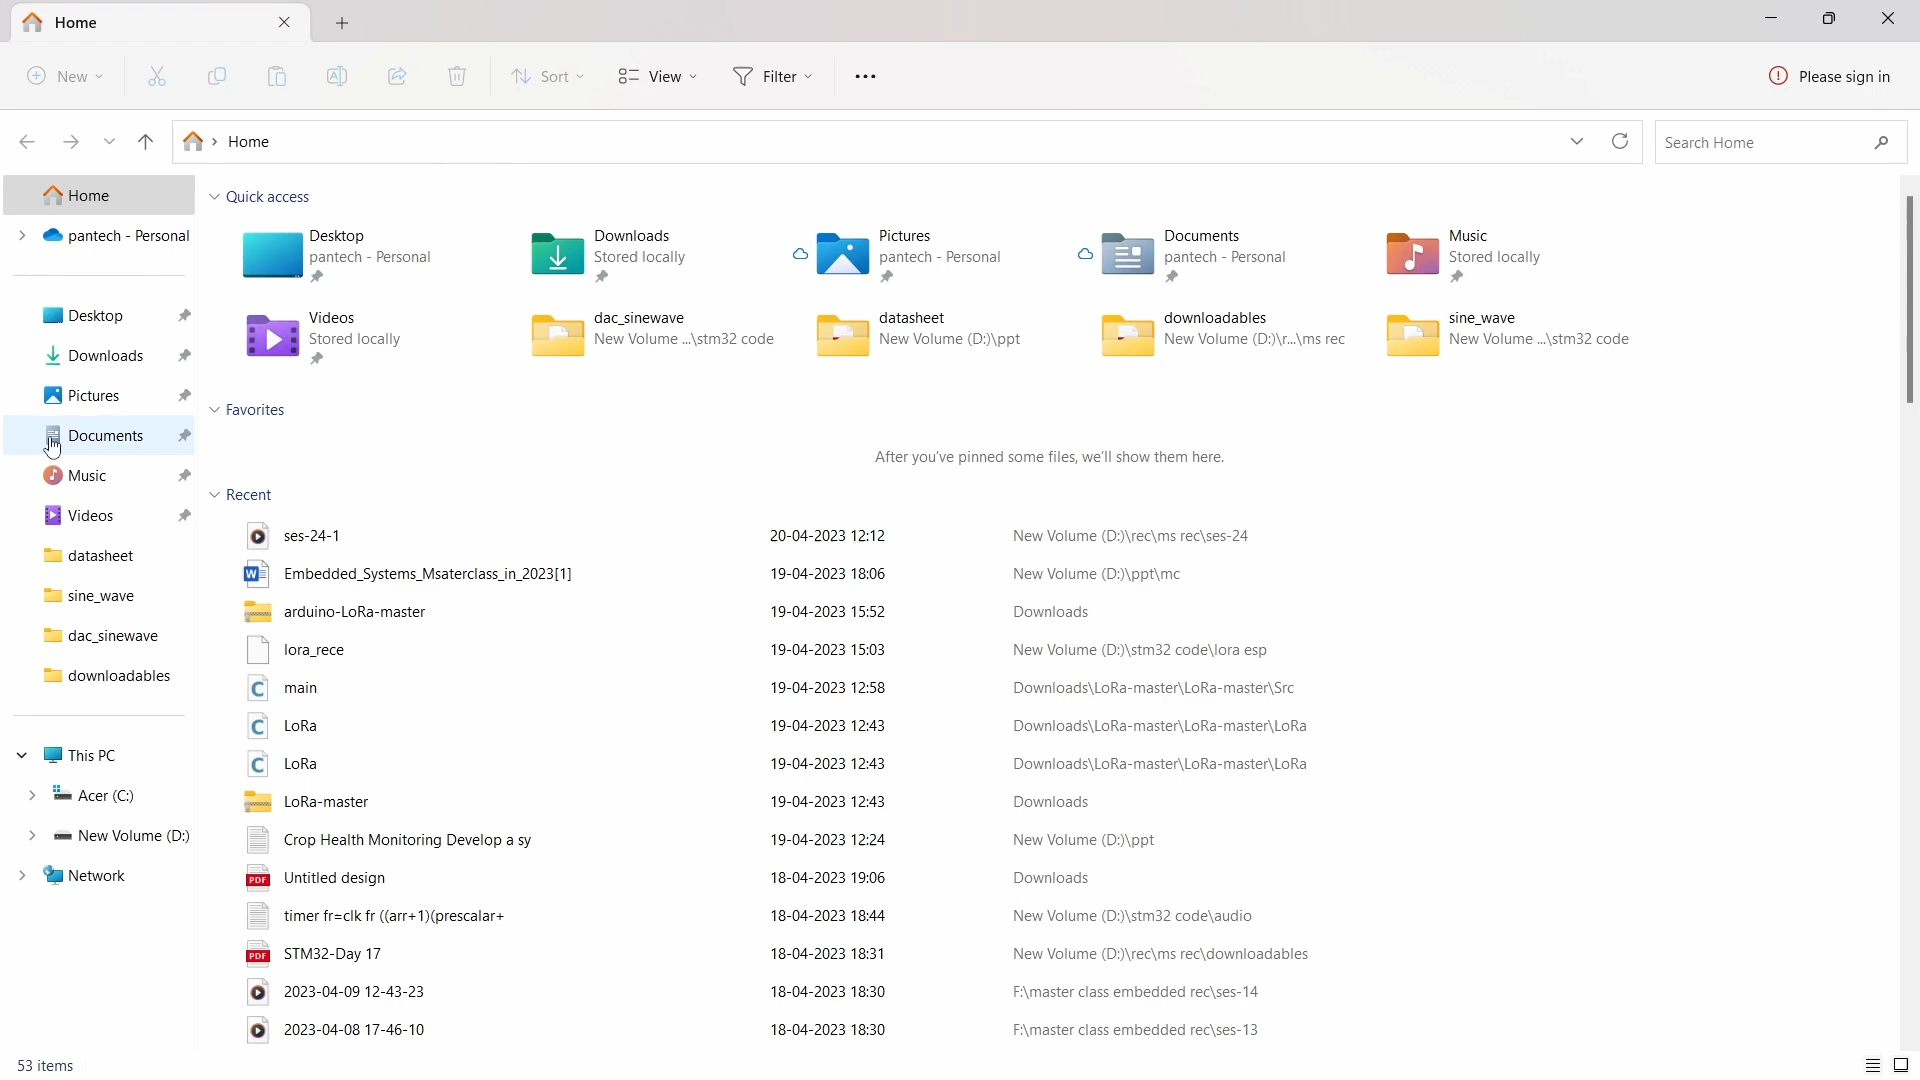 Home
New
Sort
View
Filter
Please sign in
Home
Search Home
Home
pantech - Personal
Desktop
Downloads
Pictures
Documents
Music
Videos
datasheet
sine_wave
dac_sinewave
downloadables
This PC
Acer (C:)
New Volume (D:)
Network
Quick access
Desktop
pantech - Personal
Downloads
Stored locally
Pictures
pantech - Personal
Documents
pantech - Personal
Music
Stored locally
Videos
Stored locally
dac_sinewave
New Volume ...\stm32 code
datasheet
New Volume (D:)\ppt
downloadables
New Volume (D:)\r...\ms rec
sine_wave
New Volume ...\stm32 code
Favorites
After you've pinned some files, we'll show them here.
Recent
ses-24-1 20-04-2023 12:12 New Volume (D:)\rec\ms rec\ses-24
Embedded_Systems_Msaterclass_in_2023[1] 19-04-2023 18:06 New Volume (D:)\ppt\mc
arduino-LoRa-master 19-04-2023 15:52 Downloads
lora_rece 19-04-2023 15:03 New Volume (D:)\stm32 code\lora esp
main 19-04-2023 12:58 Downloads\LoRa-master\LoRa-master\Src
LoRa 19-04-2023 12:43 Downloads\LoRa-master\LoRa-master\LoRa
LoRa 19-04-2023 12:43 Downloads\LoRa-master\LoRa-master\LoRa
LoRa-master 19-04-2023 12:43 Downloads
Crop Health Monitoring Develop a sy 19-04-2023 12:24 New Volume (D:)\ppt
PDF Untitled design 18-04-2023 19:06 Downloads
timer fr=clk fr ((arr+1)(prescalar+ 18-04-2023 18:44 New Volume (D:)\stm32 code\audio
PDF STM32-Day 17 18-04-2023 18:31 New Volume (D:)\rec\ms rec\downloadables
2023-04-09 12-43-23 18-04-2023 18:30 F:\master class embedded rec\ses-14
2023-04-08 17-46-10 18-04-2023 18:30 F:\master class embedded rec\ses-13
53 items